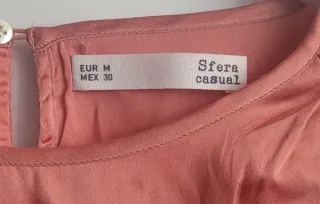 EUR M
MEX 30
Sfera
casual